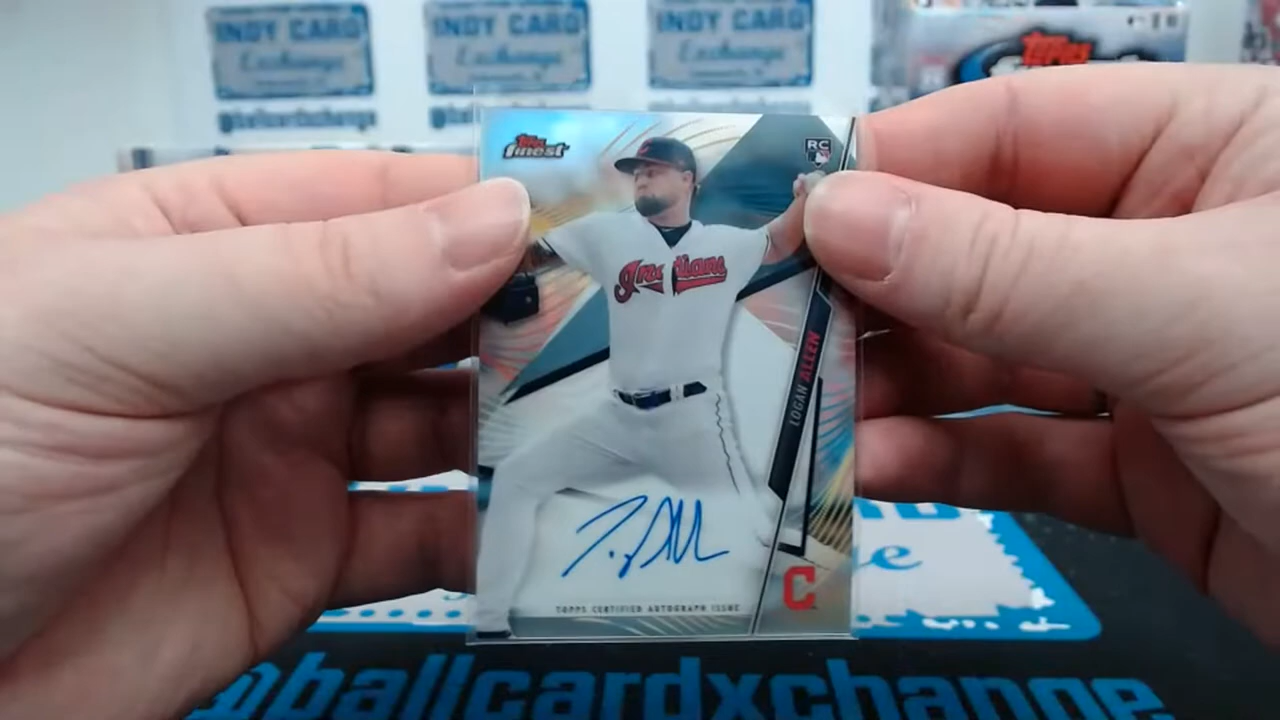 INDY CARD
Exchange
INDY CARD
Exchange
INDY CARD
Exchange
@ballcardxchange
Topps
finest
RC
Indians
LOGAN ALLEN
TOPPS CERTIFIED AUTOGRAPH ISSUE
C
@ballcardxchange